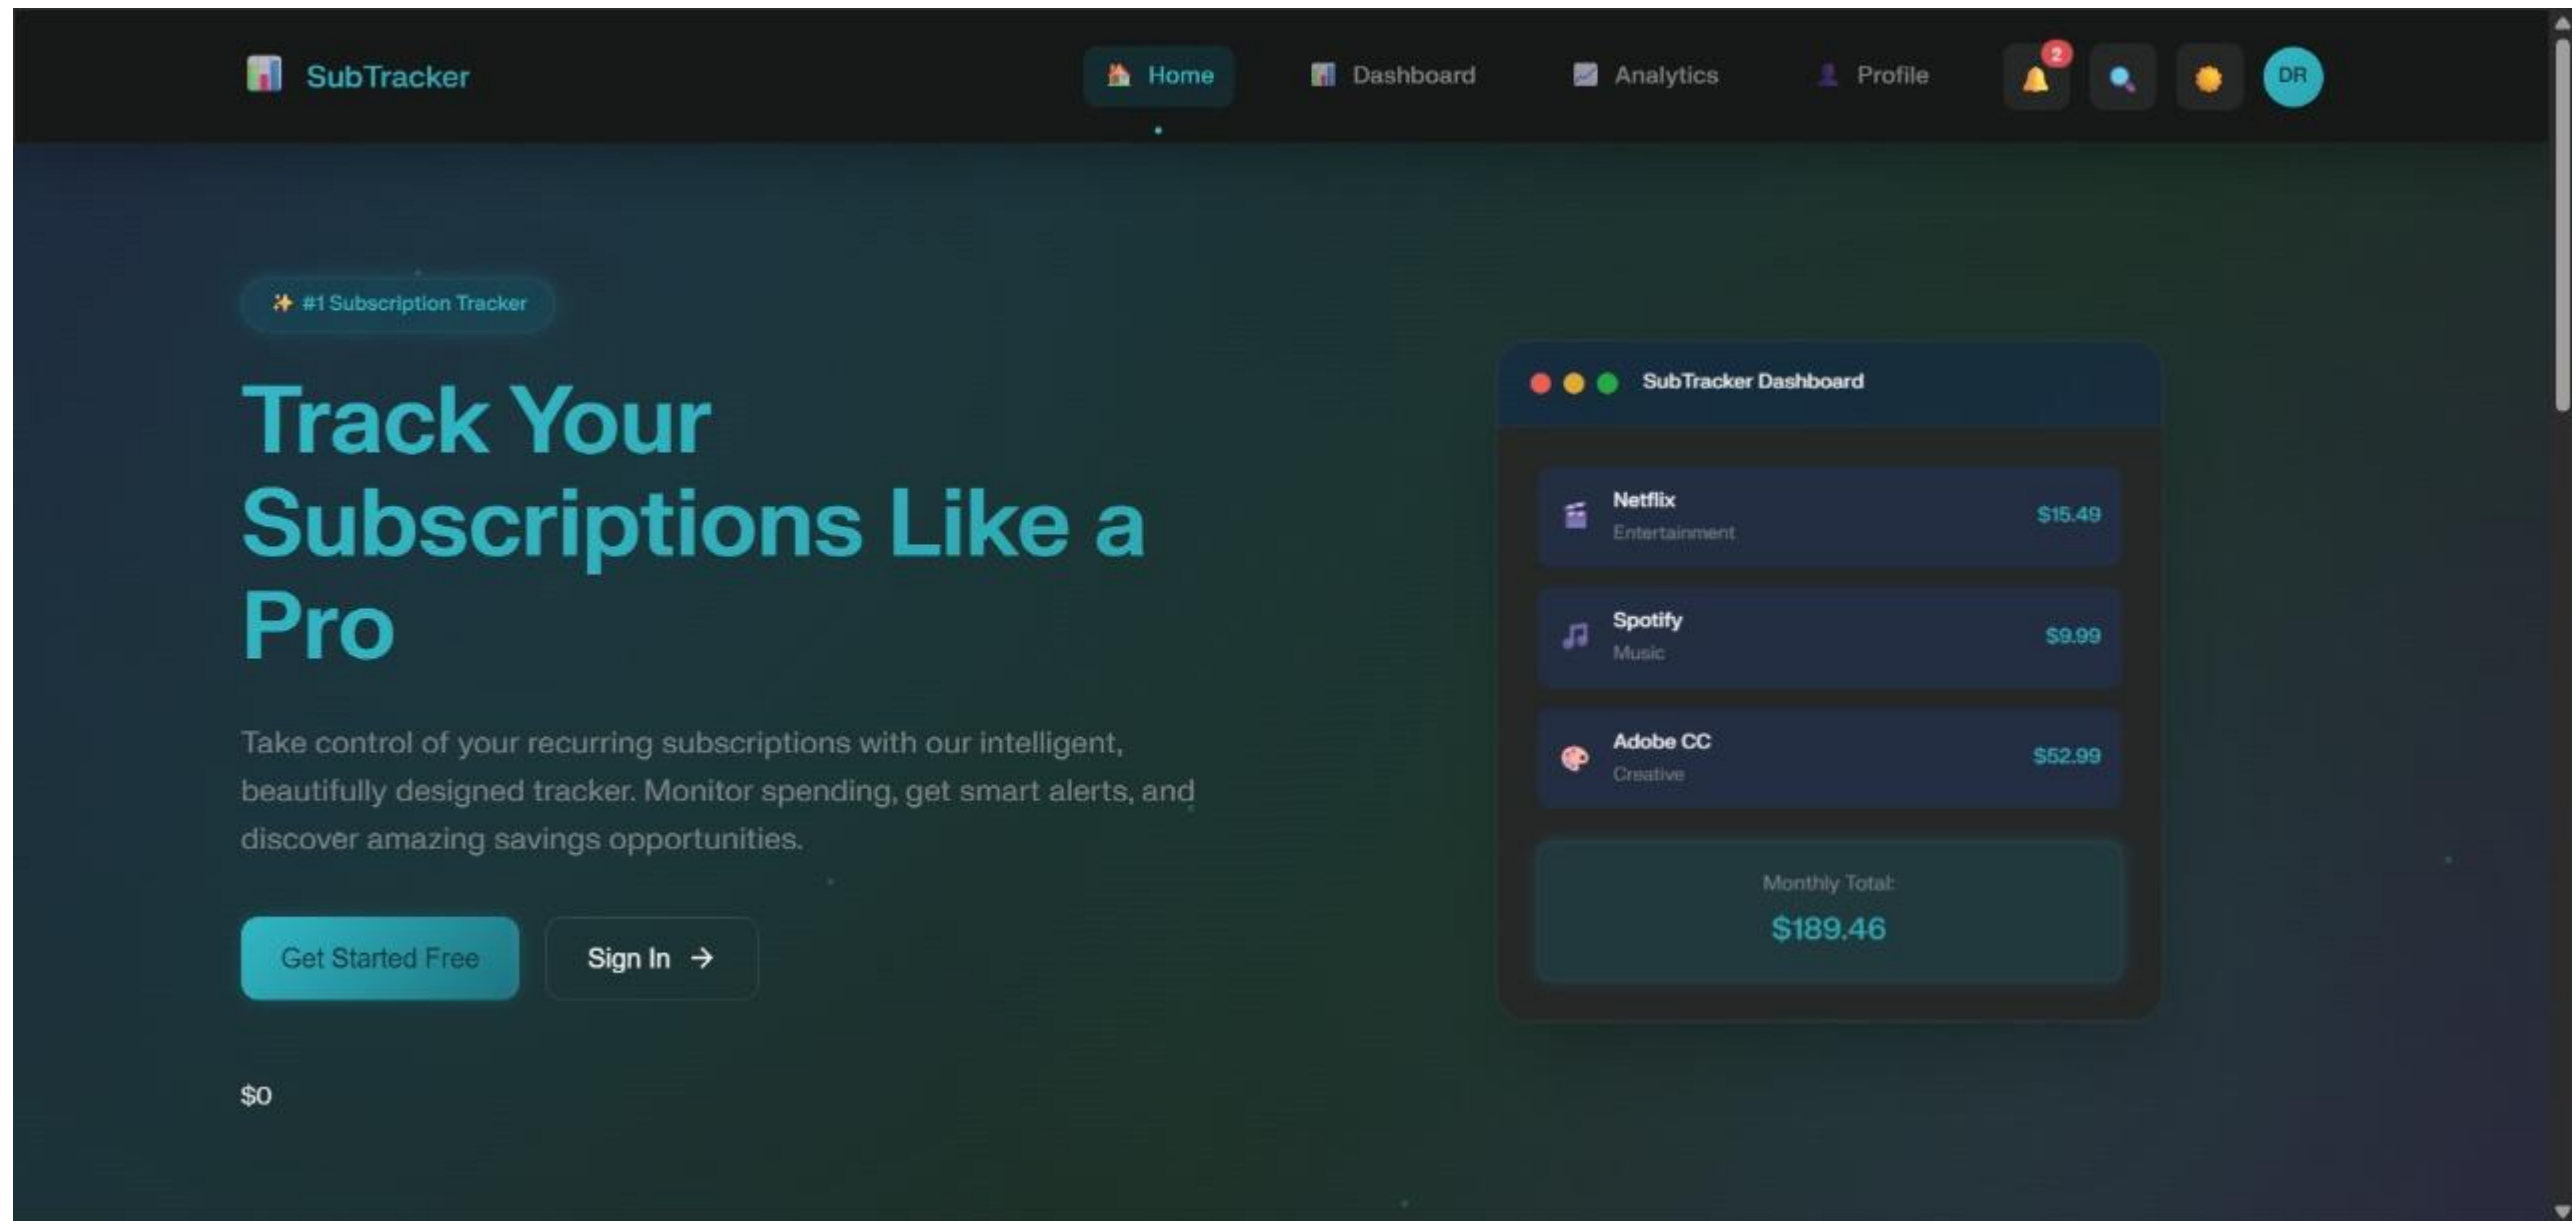 SubTracker
Home
Dashboard
Analytics
Profile
2
DR
#1 Subscription Tracker
Track Your
Subscriptions Like a
Pro
Take control of your recurring subscriptions with our intelligent,
beautifully designed tracker. Monitor spending, get smart alerts, and
discover amazing savings opportunities.
Get Started Free
Sign In →
$0
SubTracker Dashboard
Netflix
Entertainment
$15.49
Spotify
Music
$9.99
Adobe CC
Creative
$52.99
Monthly Total:
$189.46